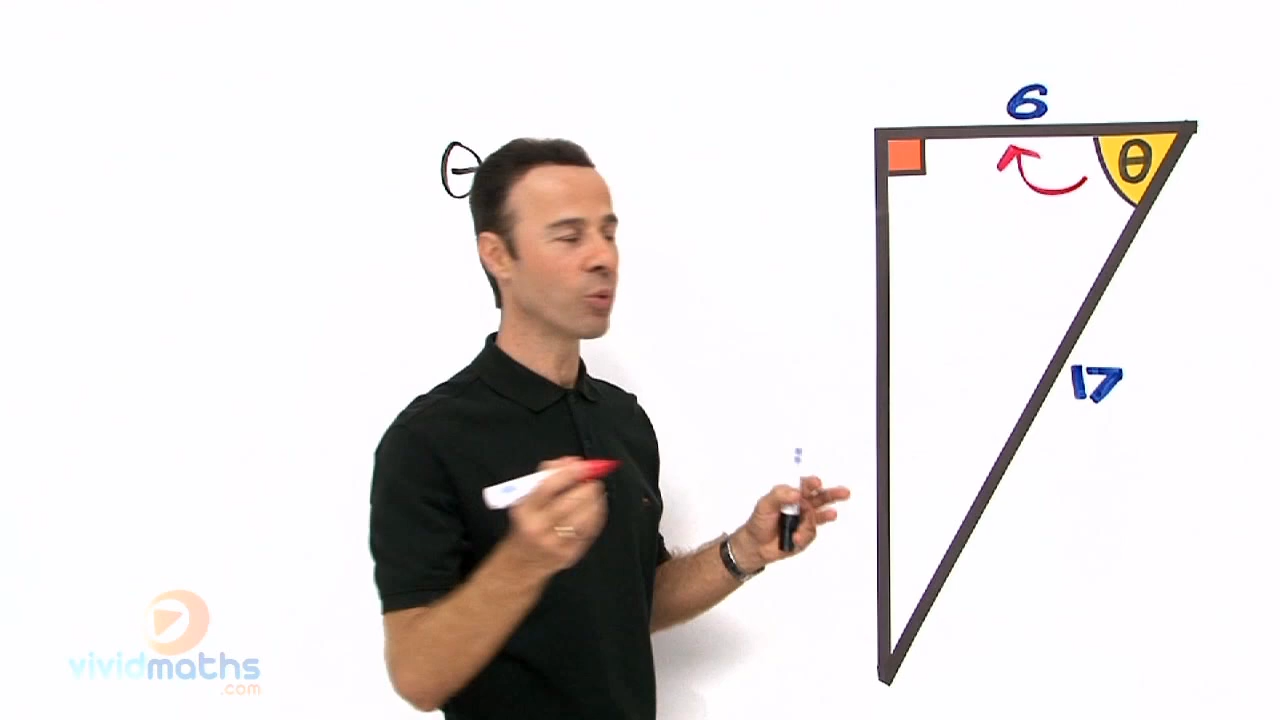 6
θ
θ
17
vividmaths
.com